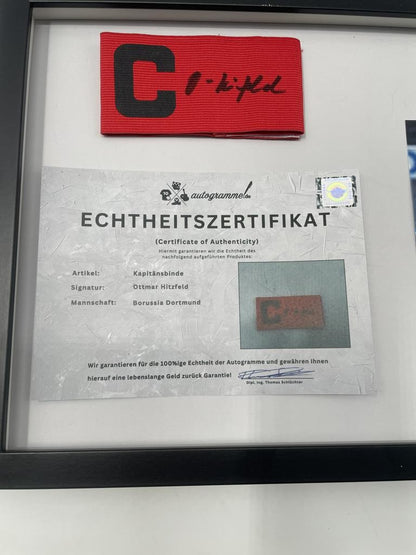 C
autogramme.de
ECHTHEITSZERTIFIKAT
(Certificate of Authenticity)
Hiermit garantieren wir die Echtheit des
nachfolgend aufgeführten Produktes:
Artikel: Kapitänsbinde
Signatur: Ottmar Hitzfeld
Mannschaft: Borussia Dortmund
C
Wir garantieren für die 100%ige Echtheit der Autogramme und gewähren Ihnen
hierauf eine lebenslange Geld zurück Garantie!
Dipl. Ing. Thomas Schlüchter